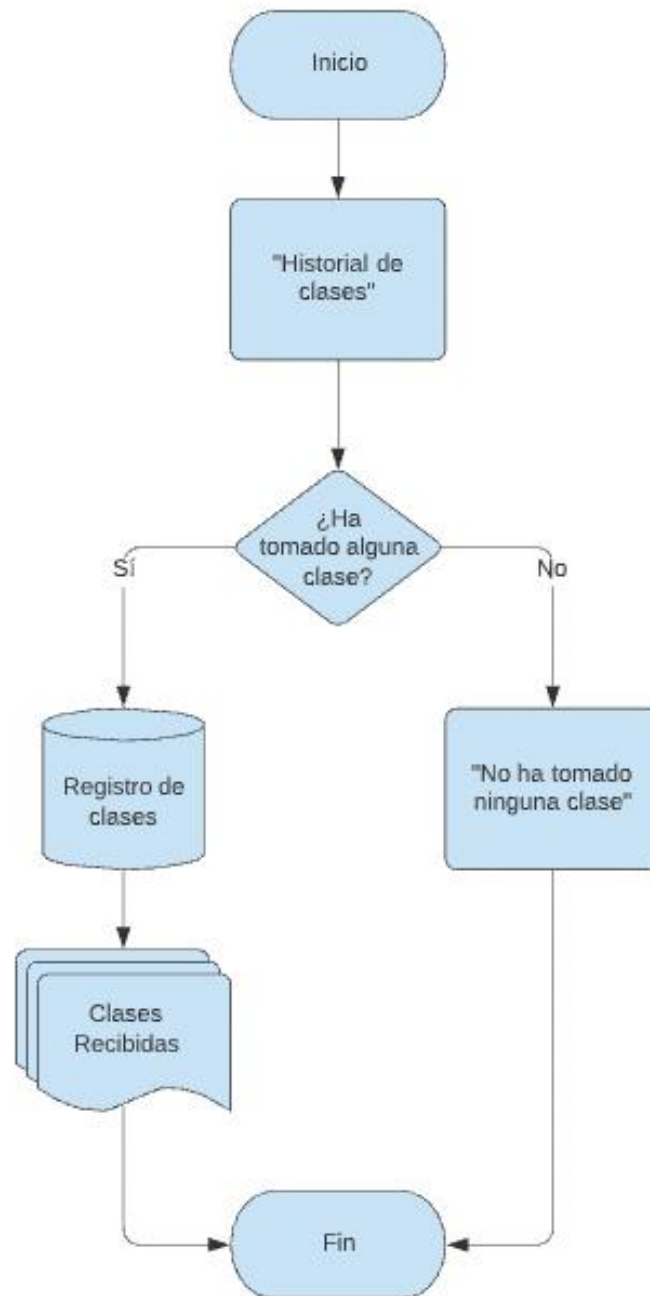 Inicio
"Historial de
clases"
¿Ha
tomado alguna
clase?
Sí
No
Registro de
clases
"No ha tomado
ninguna clase"
Clases
Recibidas
Fin